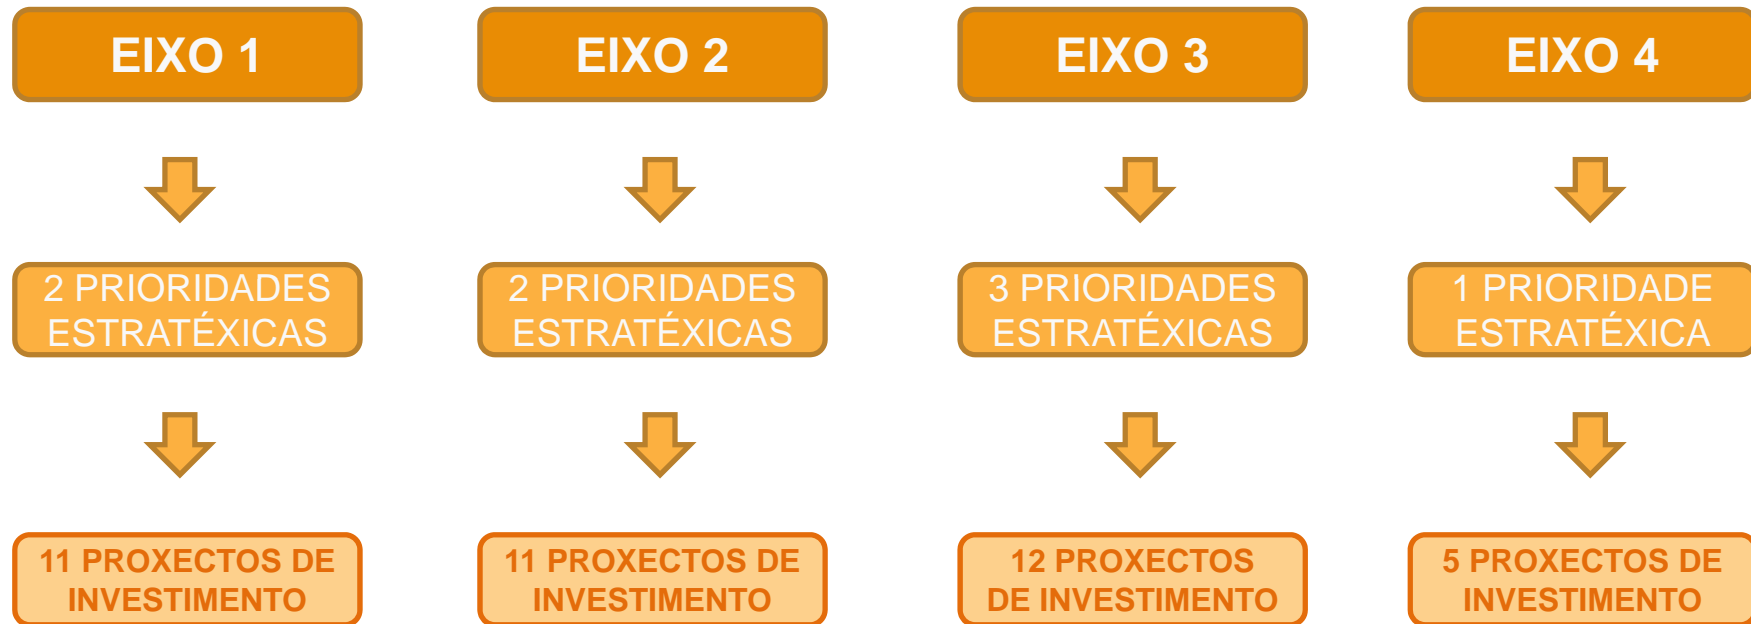 EIXO 1
EIXO 2
EIXO 3
EIXO 4
2 PRIORIDADES
ESTRATÉXICAS
2 PRIORIDADES
ESTRATÉXICAS
3 PRIORIDADES
ESTRATÉXICAS
1 PRIORIDADE
ESTRATÉXICA
11 PROXECTOS DE
INVESTIMENTO
11 PROXECTOS DE
INVESTIMENTO
12 PROXECTOS
DE INVESTIMENTO
5 PROXECTOS DE
INVESTIMENTO